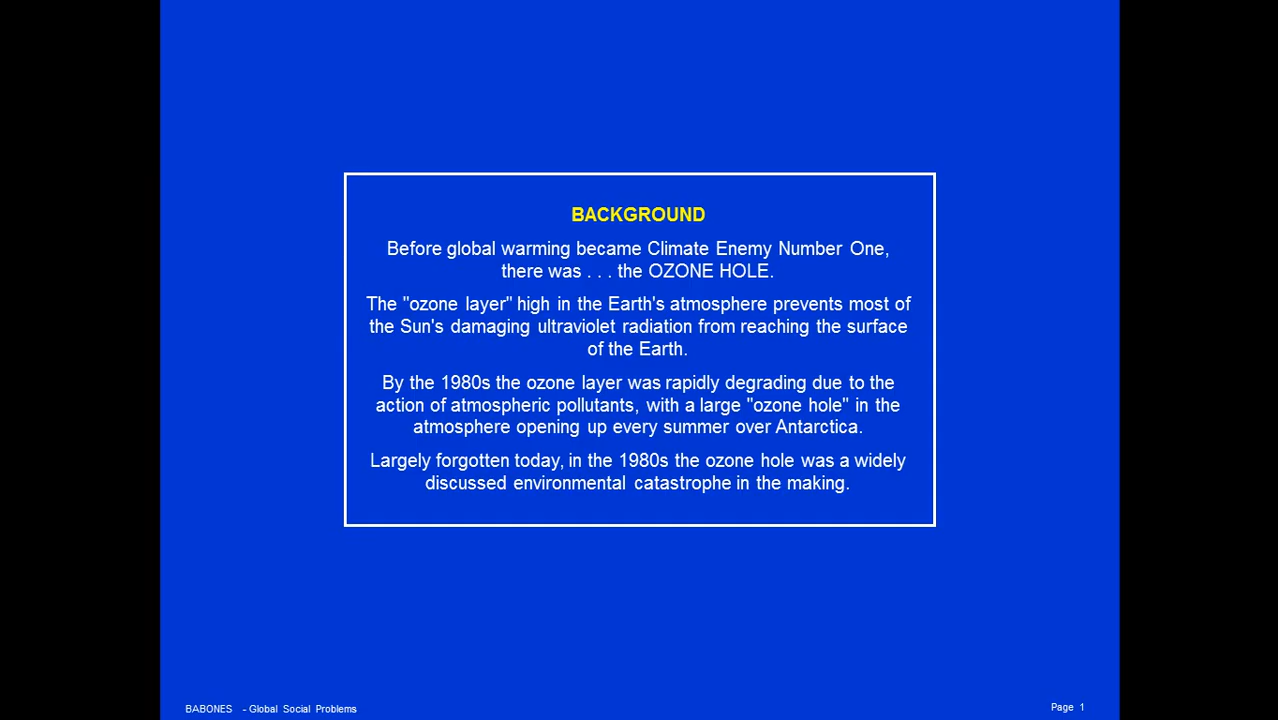 BACKGROUND
Before global warming became Climate Enemy Number One,
there was . . . the OZONE HOLE.
The "ozone layer" high in the Earth's atmosphere prevents most of
the Sun's damaging ultraviolet radiation from reaching the surface
of the Earth.
By the 1980s the ozone layer was rapidly degrading due to the
action of atmospheric pollutants, with a large "ozone hole" in the
atmosphere opening up every summer over Antarctica.
Largely forgotten today, in the 1980s the ozone hole was a widely
discussed environmental catastrophe in the making.
BABONES - Global Social Problems
Page 1